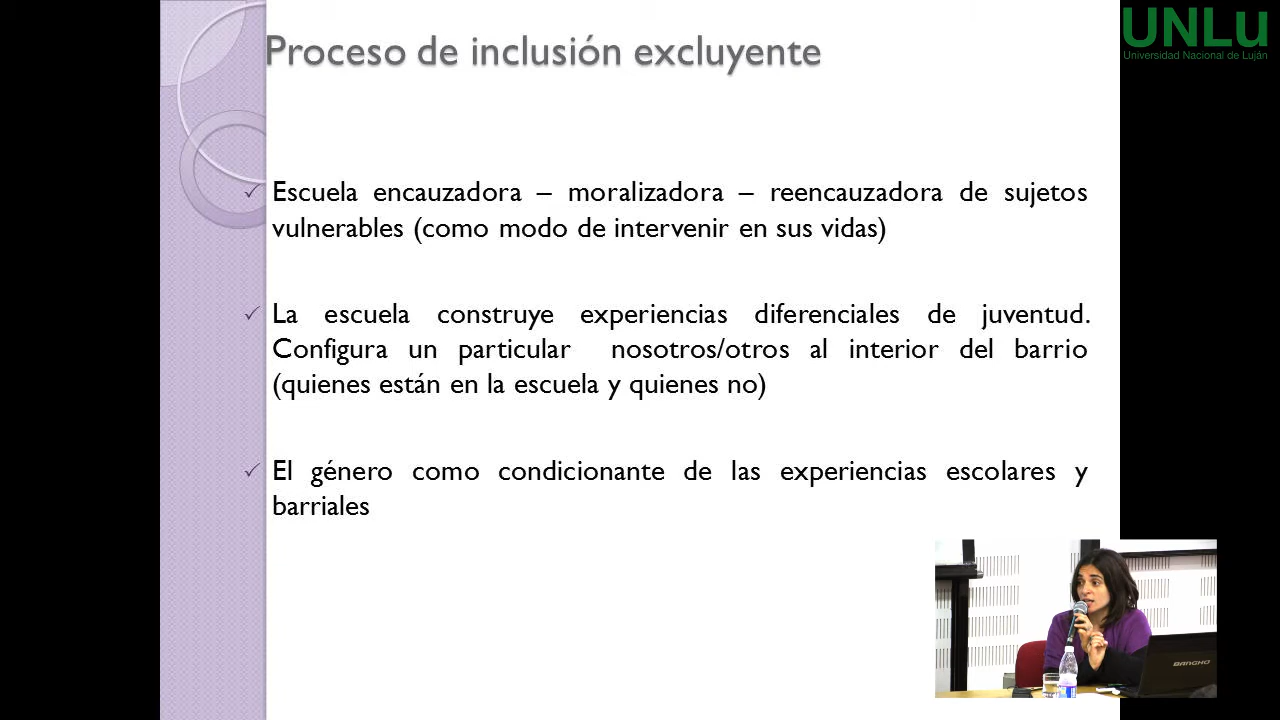 Proceso de inclusión excluyente
UNLu
Universidad Nacional de Luján
Escuela encauzadora – moralizadora – reencauzadora de sujetos
vulnerables (como modo de intervenir en sus vidas)
La escuela construye experiencias diferenciales de juventud.
Configura un particular nosotros/otros al interior del barrio
(quienes están en la escuela y quienes no)
El género como condicionante de las experiencias escolares y
barriales
BANGHO